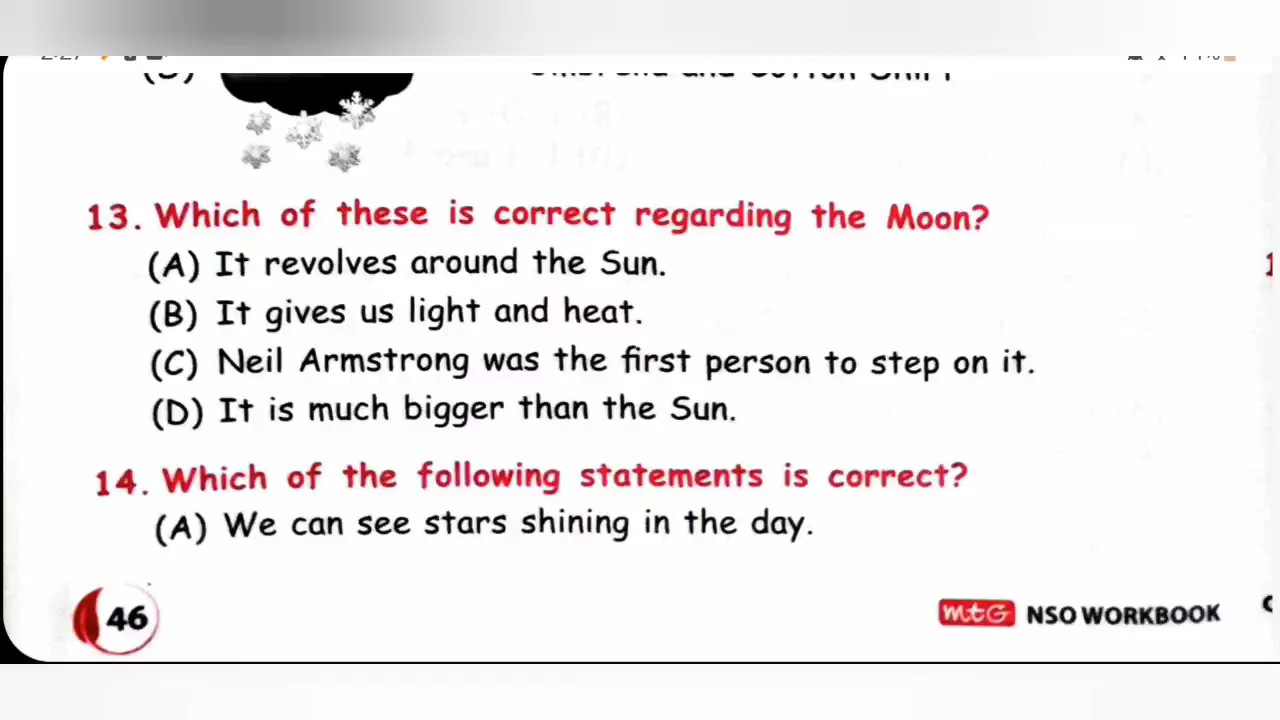 13. Which of these is correct regarding the Moon?
(A) It revolves around the Sun.
(B) It gives us light and heat.
(C) Neil Armstrong was the first person to step on it.
(D) It is much bigger than the Sun.
14. Which of the following statements is correct?
(A) We can see stars shining in the day.
46
mtG NSO WORKBOOK